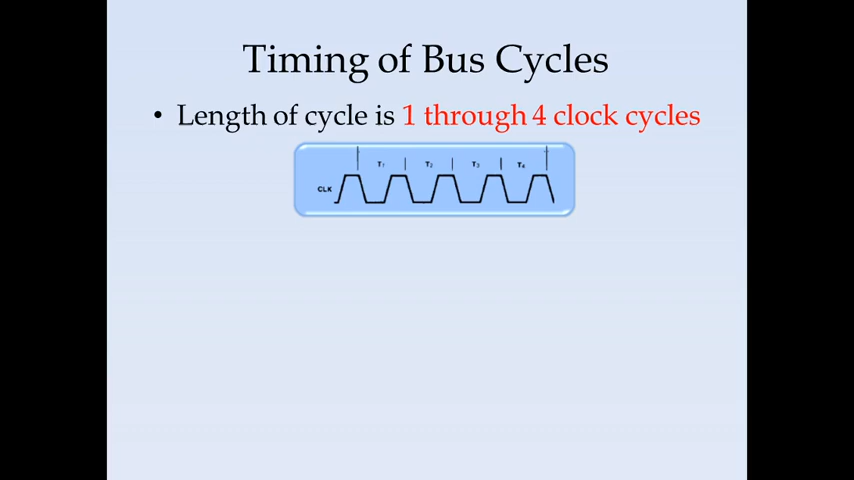 Timing of Bus Cycles
• Length of cycle is 1 through 4 clock cycles
T₁ T₂ T₃ T₄
CLK